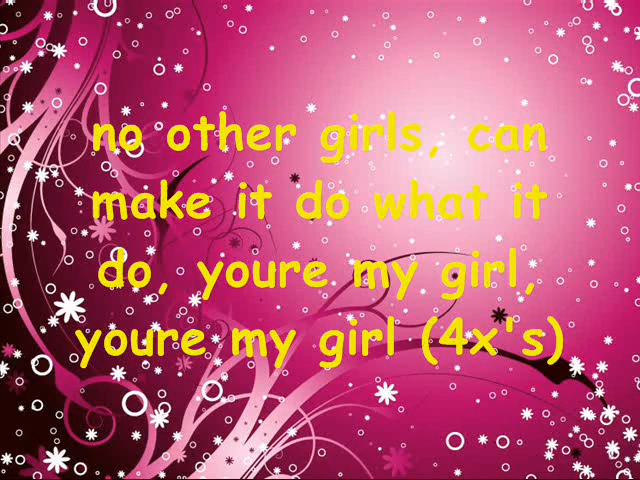 no other girls, can
make it do what it
do, youre my girl,
youre my girl (4x's)